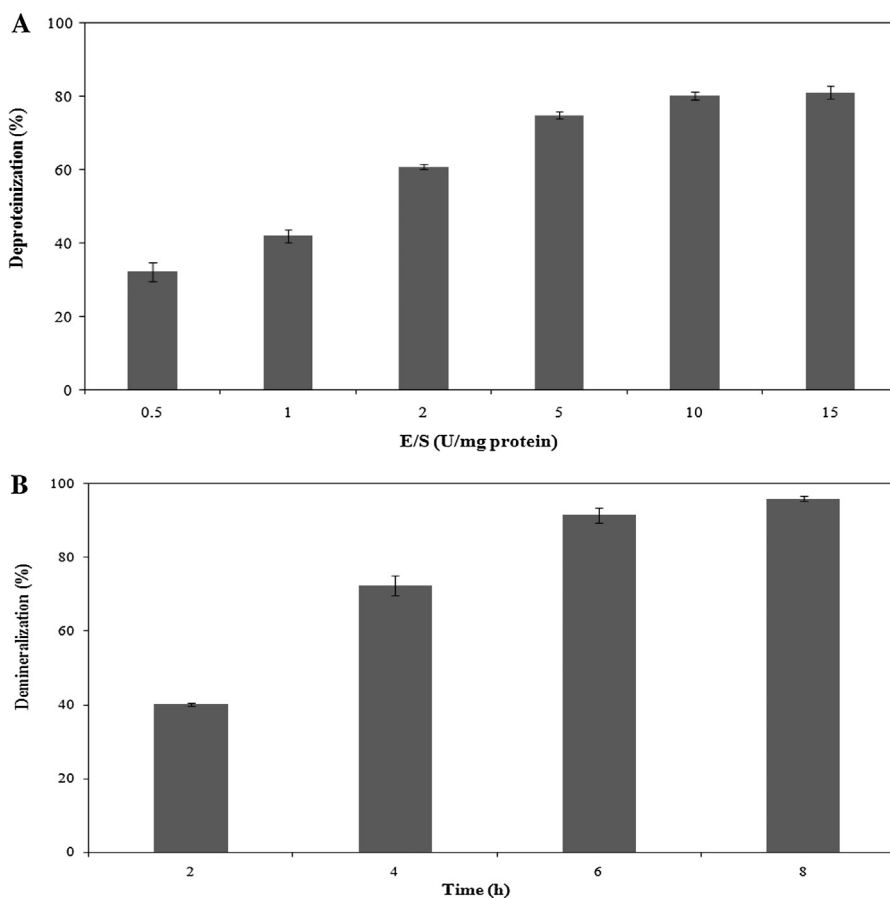 A
100
80
60
40
20
0
Deproteinization (%)
0.5 1 2 5 10 15
E/S (U/mg protein)
B
100
80
60
40
20
0
Demineralization (%)
2 4 6 8
Time (h)